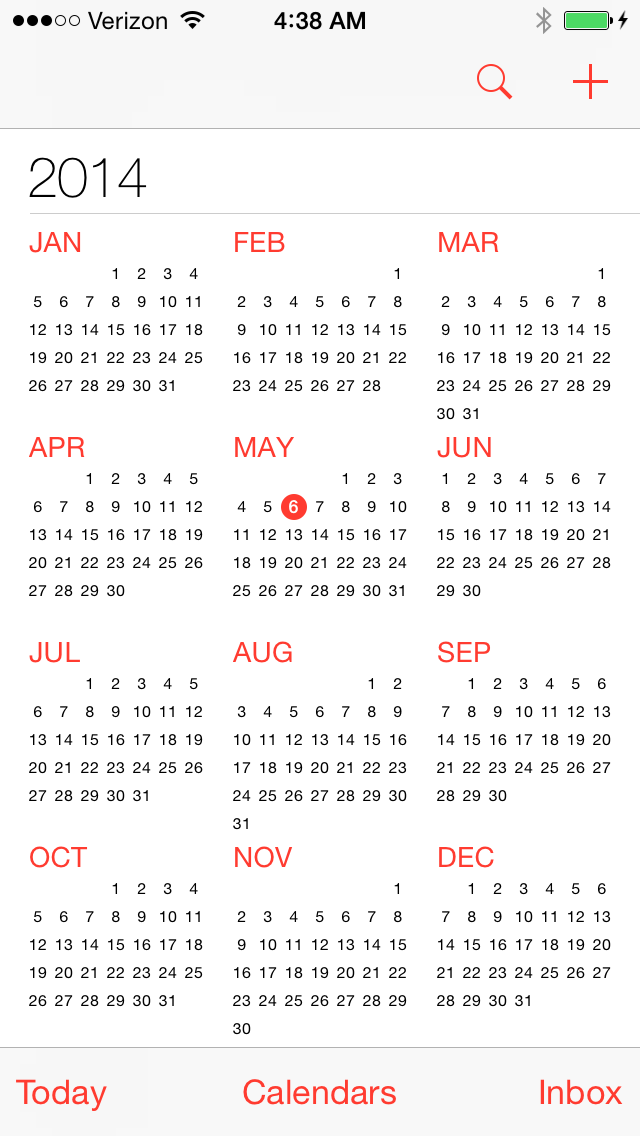 Verizon 4:38 AM
2014
JAN FEB MAR
1 2 3 4 1 1
5 6 7 8 9 10 11 2 3 4 5 6 7 8 2 3 4 5 6 7 8
12 13 14 15 16 17 18 9 10 11 12 13 14 15 9 10 11 12 13 14 15
19 20 21 22 23 24 25 16 17 18 19 20 21 22 16 17 18 19 20 21 22
26 27 28 29 30 31 23 24 25 26 27 28 23 24 25 26 27 28 29
30 31
APR MAY JUN
1 2 3 4 5 1 2 3 1 2 3 4 5 6 7
6 7 8 9 10 11 12 4 5 6 7 8 9 10 8 9 10 11 12 13 14
13 14 15 16 17 18 19 11 12 13 14 15 16 17 15 16 17 18 19 20 21
20 21 22 23 24 25 26 18 19 20 21 22 23 24 22 23 24 25 26 27 28
27 28 29 30 25 26 27 28 29 30 31 29 30
JUL AUG SEP
1 2 3 4 5 1 2 1 2 3 4 5 6
6 7 8 9 10 11 12 3 4 5 6 7 8 9 7 8 9 10 11 12 13
13 14 15 16 17 18 19 10 11 12 13 14 15 16 14 15 16 17 18 19 20
20 21 22 23 24 25 26 17 18 19 20 21 22 23 21 22 23 24 25 26 27
27 28 29 30 31 24 25 26 27 28 29 30 28 29 30
31
OCT NOV DEC
1 2 3 4 1 1 2 3 4 5 6
5 6 7 8 9 10 11 2 3 4 5 6 7 8 7 8 9 10 11 12 13
12 13 14 15 16 17 18 9 10 11 12 13 14 15 14 15 16 17 18 19 20
19 20 21 22 23 24 25 16 17 18 19 20 21 22 21 22 23 24 25 26 27
26 27 28 29 30 31 23 24 25 26 27 28 29 28 29 30 31
30
Today Calendars Inbox